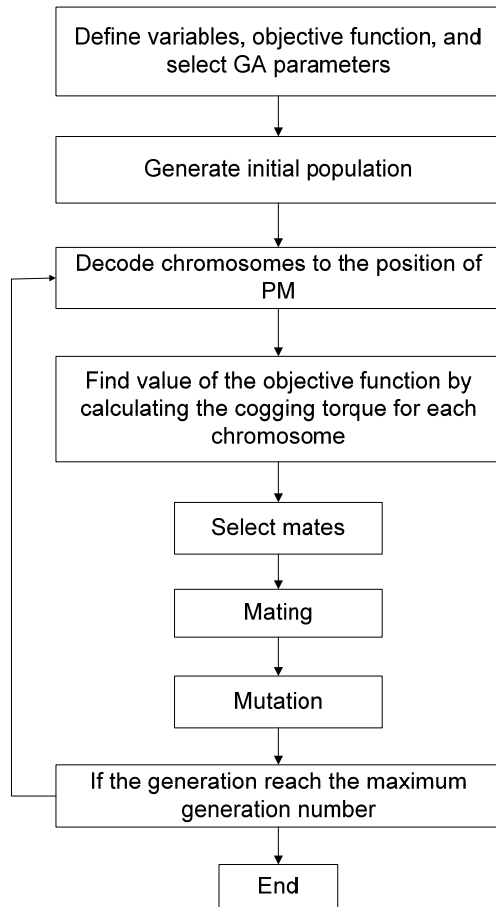 Define variables, objective function, and
select GA parameters
Generate initial population
Decode chromosomes to the position of
PM
Find value of the objective function by
calculating the cogging torque for each
chromosome
Select mates
Mating
Mutation
If the generation reach the maximum
generation number
End